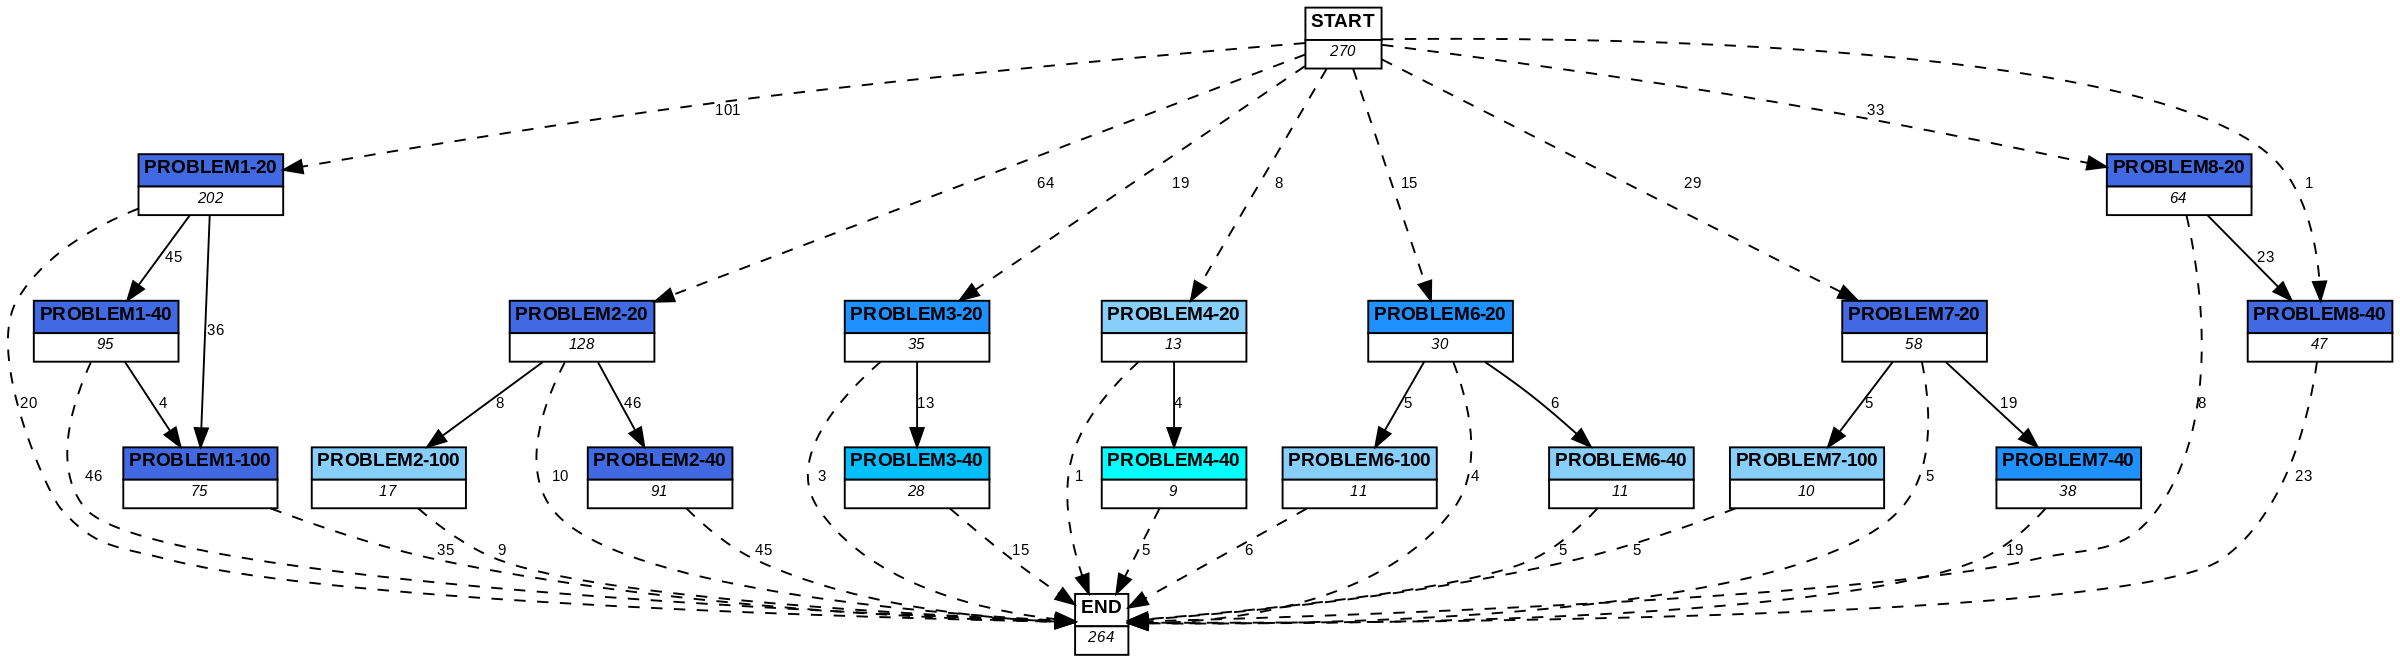 START
270
101
33
PROBLEM1-20
202
PROBLEM8-20
64
64
19
8
15
29
1
45
23
PROBLEM1-40
95
PROBLEM2-20
128
PROBLEM3-20
35
PROBLEM4-20
13
PROBLEM6-20
30
PROBLEM7-20
58
PROBLEM8-40
47
36
20
4
8
46
13
4
5
6
5
19
8
PROBLEM1-100
75
PROBLEM2-100
17
PROBLEM2-40
91
PROBLEM3-40
28
PROBLEM4-40
9
PROBLEM6-100
11
PROBLEM6-40
11
PROBLEM7-100
10
PROBLEM7-40
38
46
10
3
1
4
5
23
35
9
45
15
5
6
5
5
19
END
264